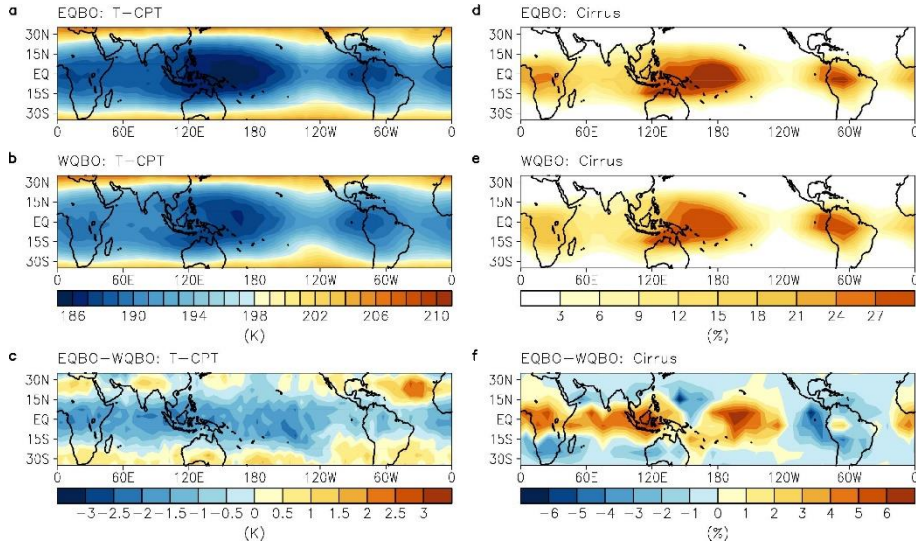 a EQBO: T-CPT
30N
15N
EQ
15S
30S
0 60E 120E 180 120W 60W 0
b WQBO: T-CPT
30N
15N
EQ
15S
30S
0 60E 120E 180 120W 60W 0
186 190 194 198 202 206 210
(K)
c EQBO-WQBO: T-CPT
30N
15N
EQ
15S
30S
0 60E 120E 180 120W 60W 0
-3 -2.5 -2 -1.5 -1 -0.5 0 0.5 1 1.5 2 2.5 3
(K)
d EQBO: Cirrus
30N
15N
EQ
15S
30S
0 60E 120E 180 120W 60W 0
e WQBO: Cirrus
30N
15N
EQ
15S
30S
0 60E 120E 180 120W 60W 0
3 6 9 12 15 18 21 24 27
(%)
f EQBO-WQBO: Cirrus
30N
15N
EQ
15S
30S
0 60E 120E 180 120W 60W 0
-6 -5 -4 -3 -2 -1 0 1 2 3 4 5 6
(%)